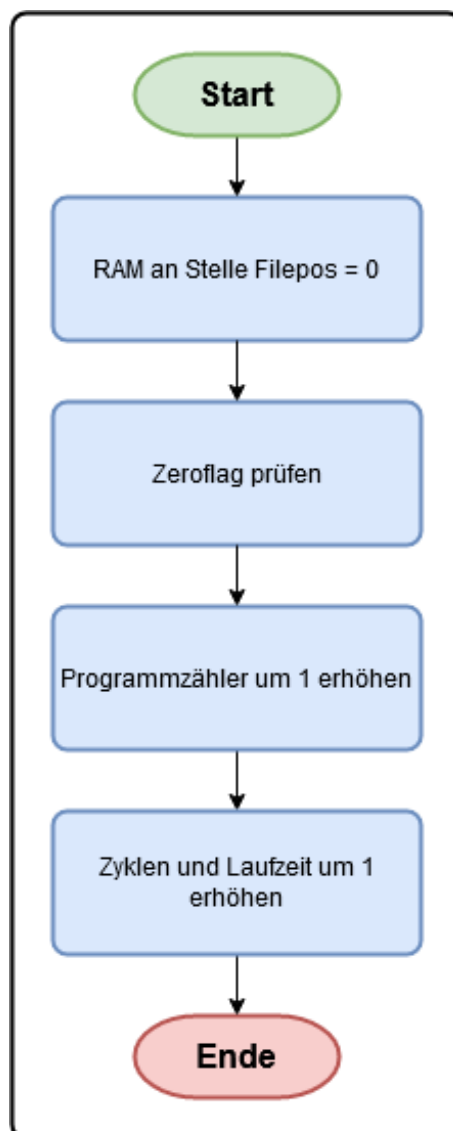 Start
RAM an Stelle Filepos = 0
Zeroflag prüfen
Programmzähler um 1 erhöhen
Zyklen und Laufzeit um 1
erhöhen
Ende